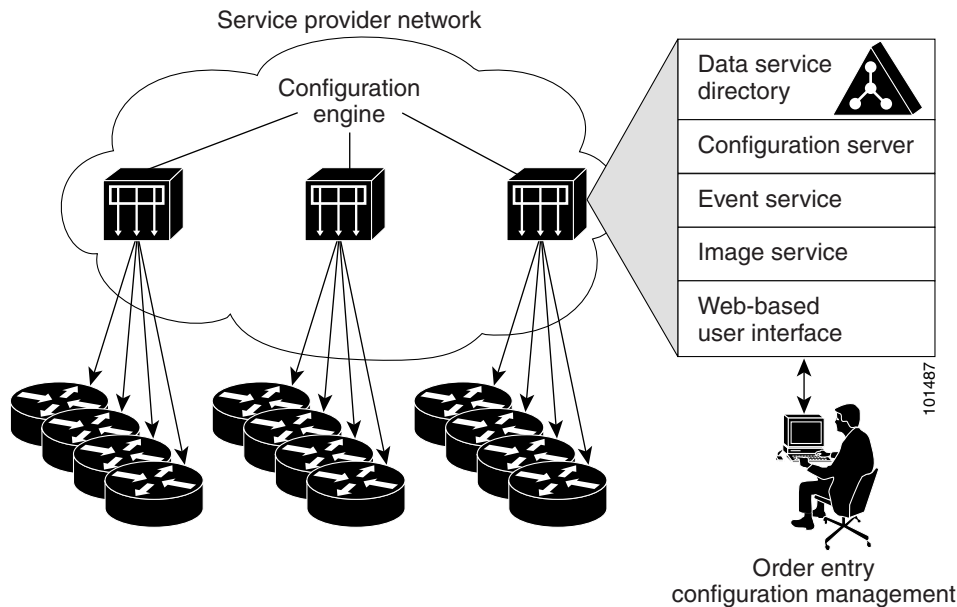 Service provider network
Configuration
engine
Data service
directory
Configuration server
Event service
Image service
Web-based
user interface
101487
Order entry
configuration management